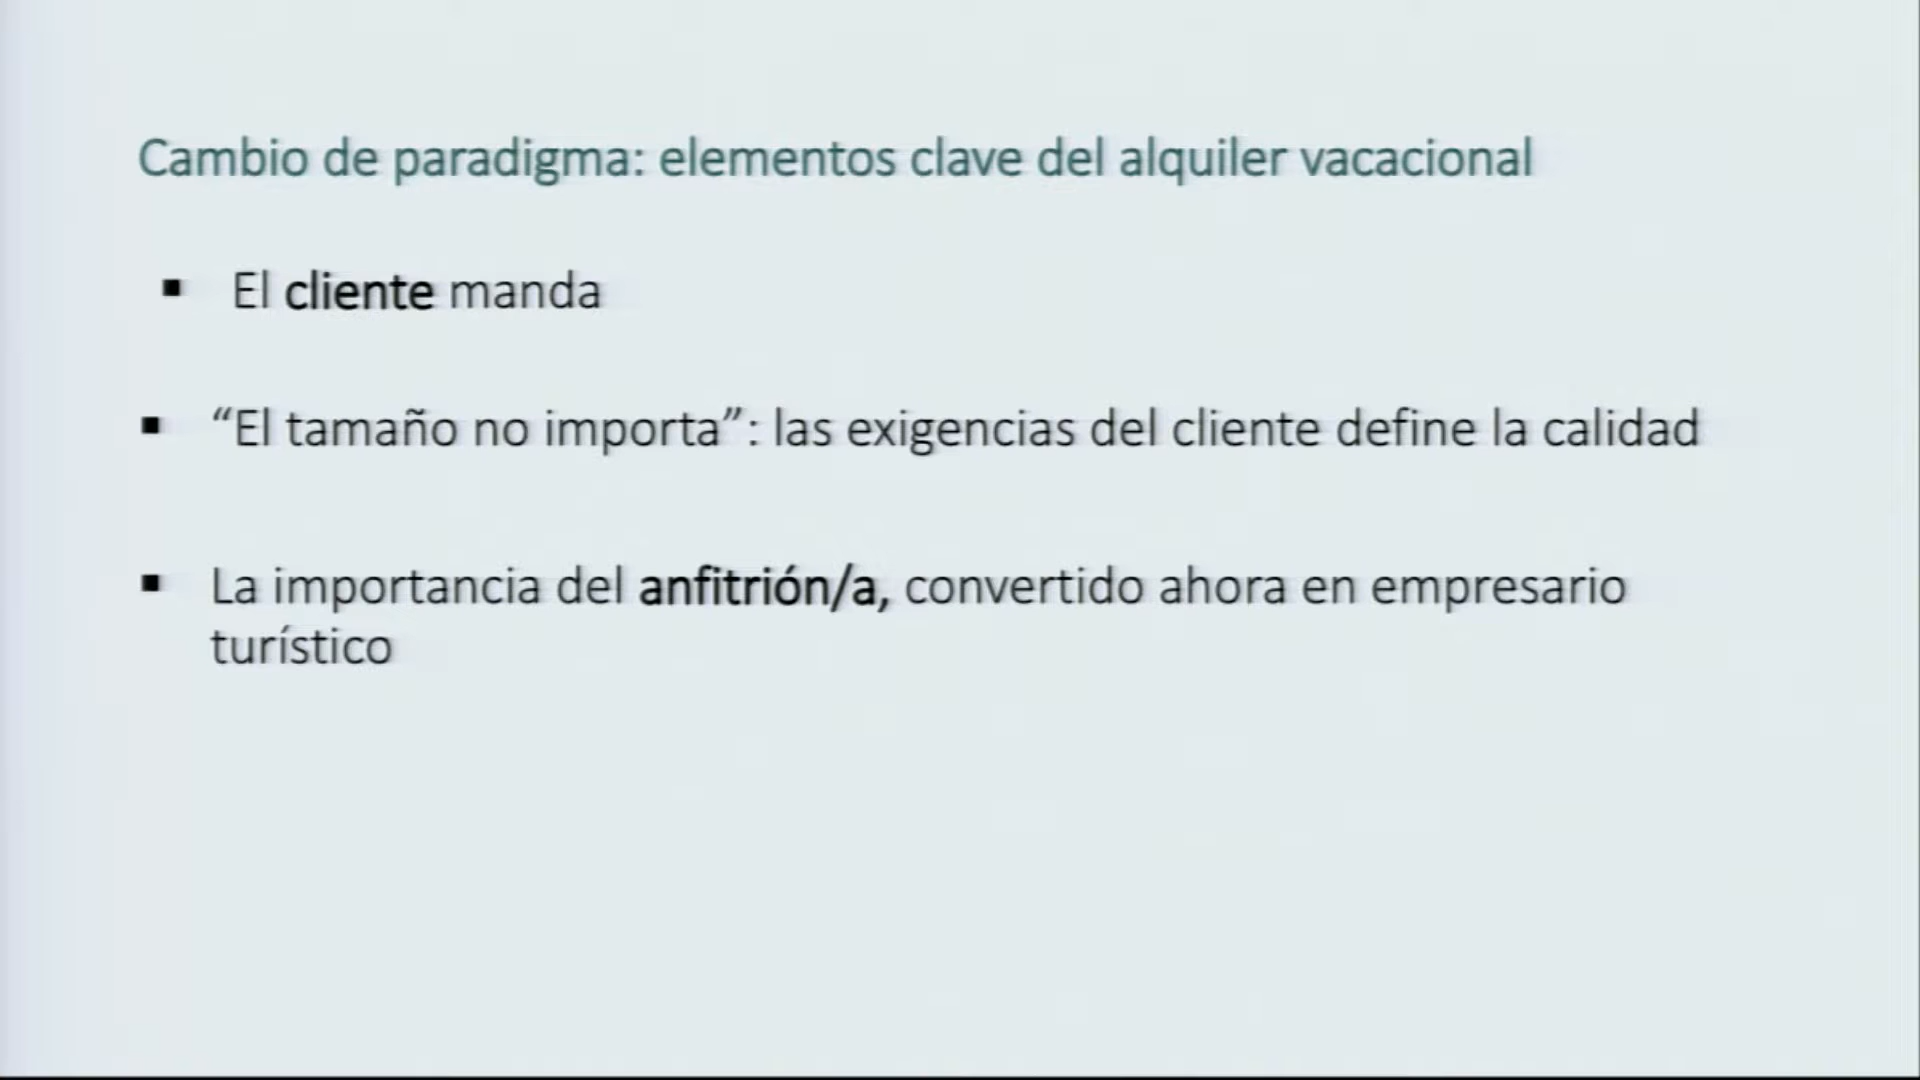 Cambio de paradigma: elementos clave del alquiler vacacional
▪ El cliente manda
▪ “El tamaño no importa”: las exigencias del cliente define la calidad
▪ La importancia del anfitrión/a, convertido ahora en empresario
turístico